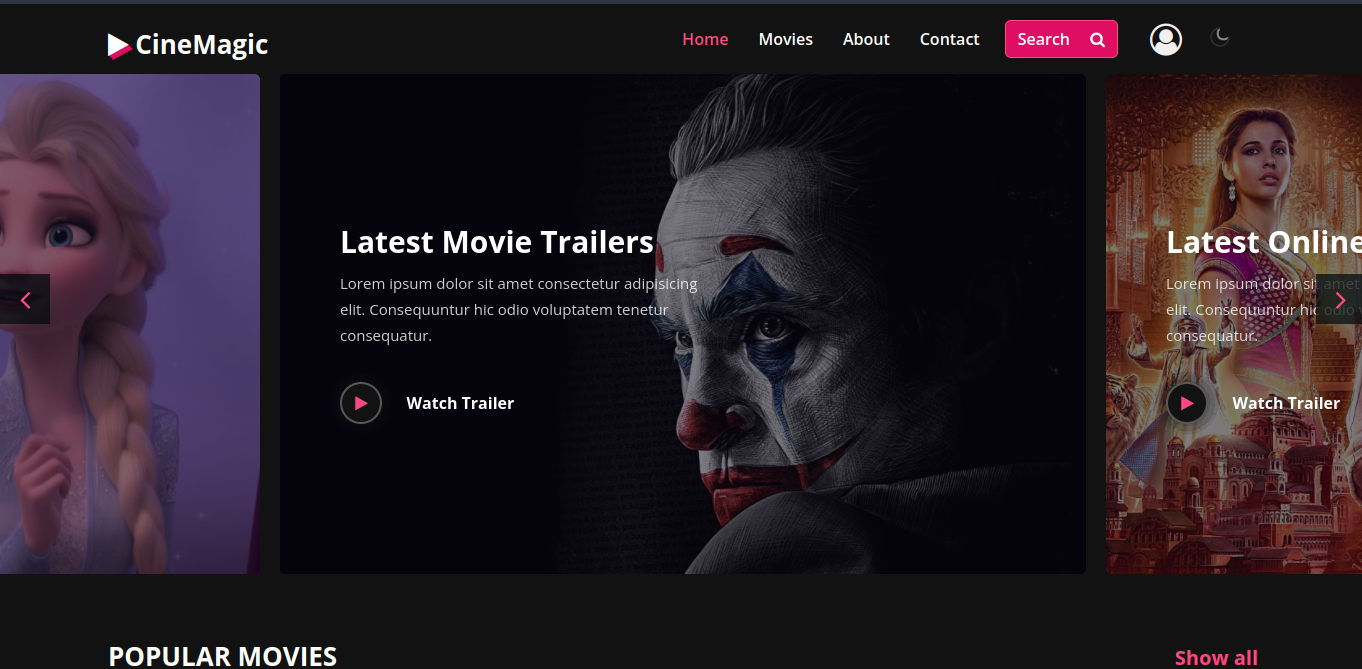 CineMagic
Home
Movies
About
Contact
Search
Latest Movie Trailers
Lorem ipsum dolor sit amet consectetur adipisicing
elit. Consequuntur hic odio voluptatem tenetur
consequatur.
Watch Trailer
Latest Online
Lorem ipsum dolor sit amet
elit. Consequuntur hic odio
consequatur.
Watch Trailer
POPULAR MOVIES
Show all